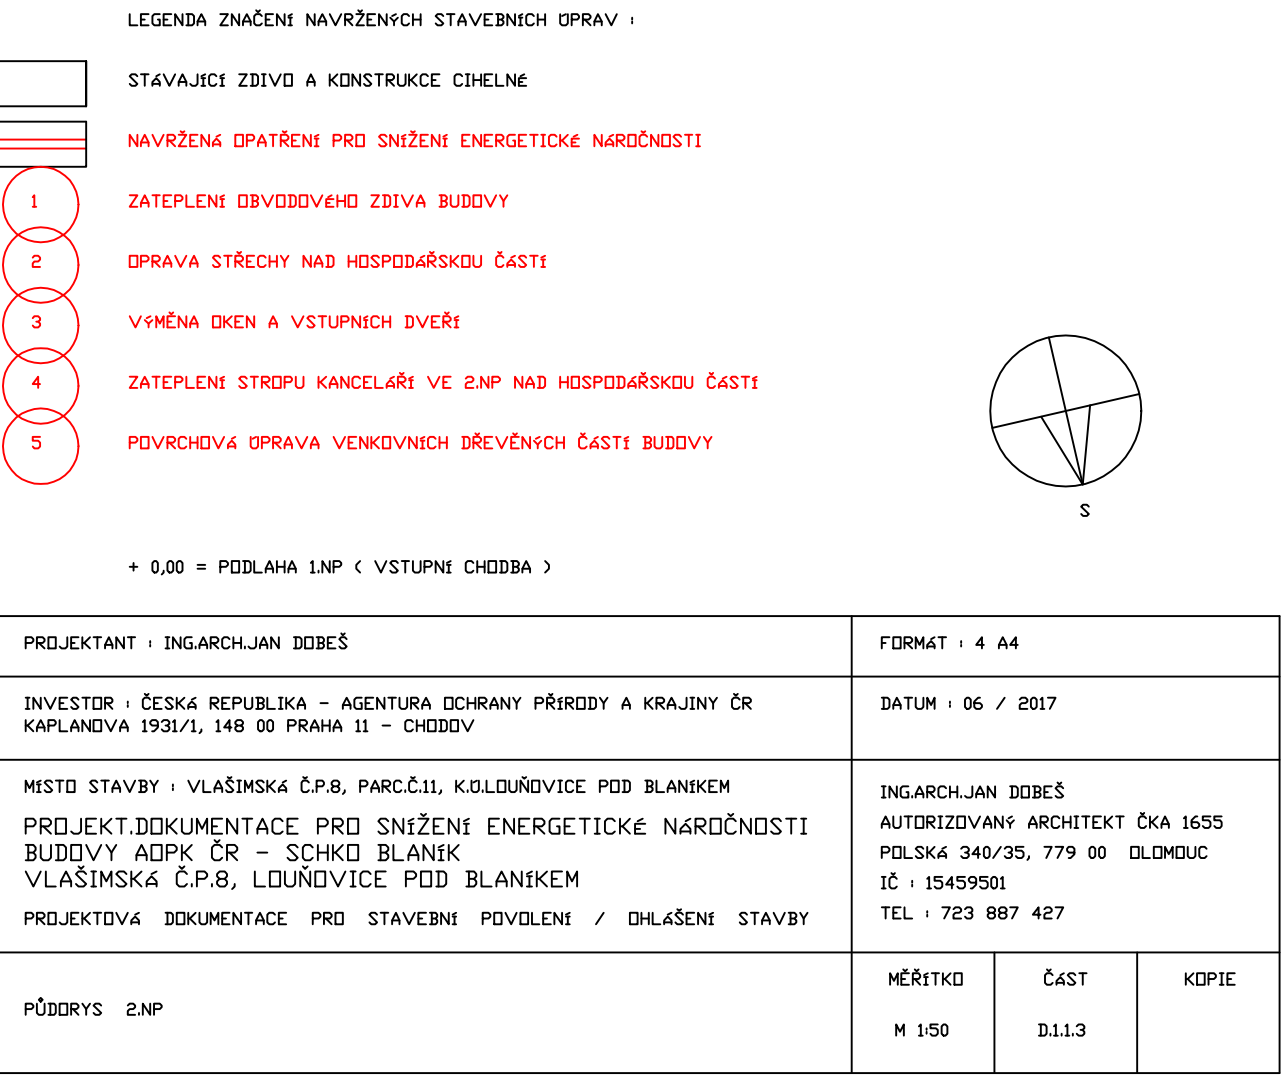 LEGENDA ZNAČENÍ NAVRŽENÝCH STAVEBNÍCH ÚPRAV :
STÁVAJÍCÍ ZDIVO A KONSTRUKCE CIHELNÉ
NAVRŽENÁ OPATŘENÍ PRO SNÍŽENÍ ENERGETICKÉ NÁROČNOSTI
1 ZATEPLENÍ OBVODOVÉHO ZDIVA BUDOVY
2 OPRAVA STŘECHY NAD HOSPODÁŘSKOU ČÁSTÍ
3 VÝMĚNA OKEN A VSTUPNÍCH DVEŘÍ
4 ZATEPLENÍ STROPU KANCELÁŘÍ VE 2.NP NAD HOSPODÁŘSKOU ČÁSTÍ
5 POVRCHOVÁ ÚPRAVA VENKOVNÍCH DŘEVĚNÝCH ČÁSTÍ BUDOVY
S
+ 0,00 = PODLAHA 1.NP ( VSTUPNÍ CHODBA )
PROJEKTANT : ING.ARCH.JAN DOBEŠ
FORMÁT : 4 A4
INVESTOR : ČESKÁ REPUBLIKA - AGENTURA OCHRANY PŘÍRODY A KRAJINY ČR
KAPLANOVA 1931/1, 148 00 PRAHA 11 - CHODOV
DATUM : 06 / 2017
MÍSTO STAVBY : VLAŠIMSKÁ Č.P.8, PARC.Č.11, K.Ú.LOUŇOVICE POD BLANÍKEM
PROJEKT.DOKUMENTACE PRO SNÍŽENÍ ENERGETICKÉ NÁROČNOSTI
BUDOVY AOPK ČR - SCHKO BLANÍK
VLAŠIMSKÁ Č.P.8, LOUŇOVICE POD BLANÍKEM
PROJEKTOVÁ DOKUMENTACE PRO STAVEBNÍ POVOLENÍ / OHLÁŠENÍ STAVBY
ING.ARCH.JAN DOBEŠ
AUTORIZOVANÝ ARCHITEKT ČKA 1655
POLSKÁ 340/35, 779 00 OLOMOUC
IČ : 15459501
TEL : 723 887 427
PŮDORYS 2.NP
MĚŘÍTKO ČÁST KOPIE
M 1:50 D.1.1.3